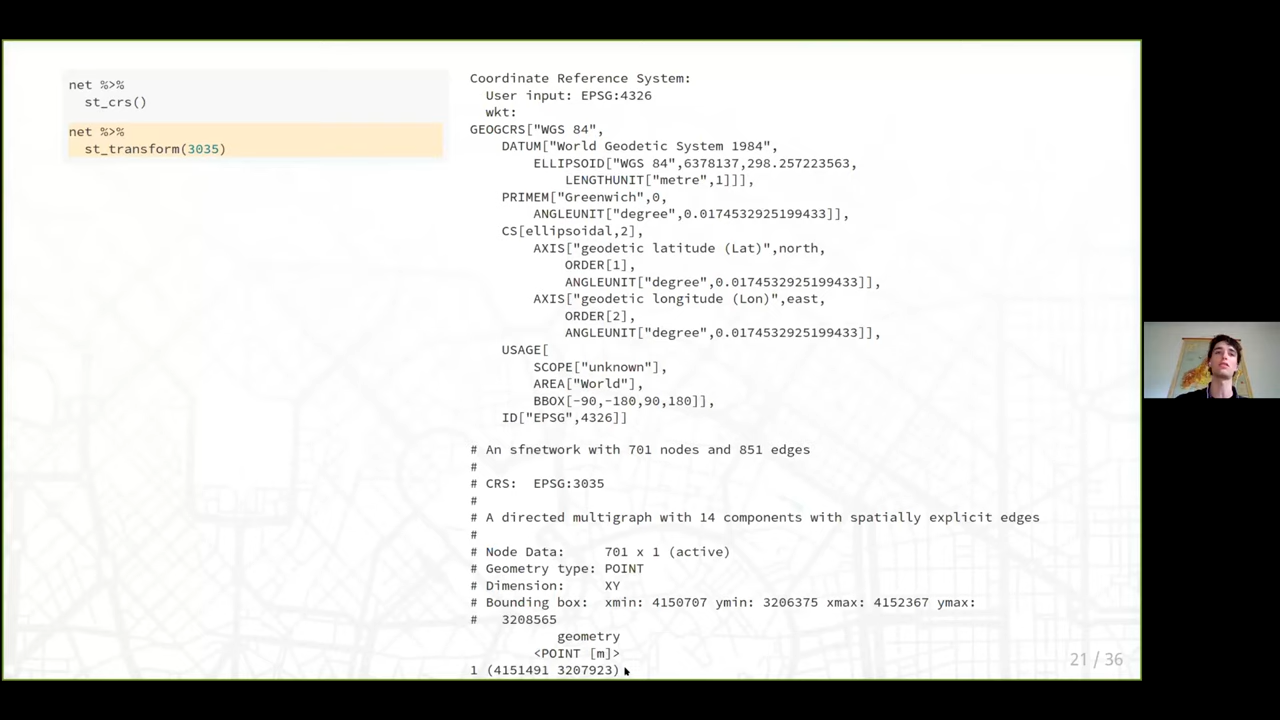 net %>%
  st_crs()
net %>%
  st_transform(3035)
Coordinate Reference System:
  User input: EPSG:4326
  wkt:
GEOGCRS["WGS 84",
    DATUM["World Geodetic System 1984",
        ELLIPSOID["WGS 84",6378137,298.257223563,
            LENGTHUNIT["metre",1]]],
    PRIMEM["Greenwich",0,
        ANGLEUNIT["degree",0.0174532925199433]],
    CS[ellipsoidal,2],
        AXIS["geodetic latitude (Lat)",north,
            ORDER[1],
            ANGLEUNIT["degree",0.0174532925199433]],
        AXIS["geodetic longitude (Lon)",east,
            ORDER[2],
            ANGLEUNIT["degree",0.0174532925199433]],
    USAGE[
        SCOPE["unknown"],
        AREA["World"],
        BBOX[-90,-180,90,180]],
    ID["EPSG",4326]]
# An sfnetwork with 701 nodes and 851 edges
#
# CRS:  EPSG:3035
#
# A directed multigraph with 14 components with spatially explicit edges
#
# Node Data:     701 x 1 (active)
# Geometry type: POINT
# Dimension:     XY
# Bounding box:  xmin: 4150707 ymin: 3206375 xmax: 4152367 ymax:
#   3208565
           geometry
        <POINT [m]>
1 (4151491 3207923)
21 / 36